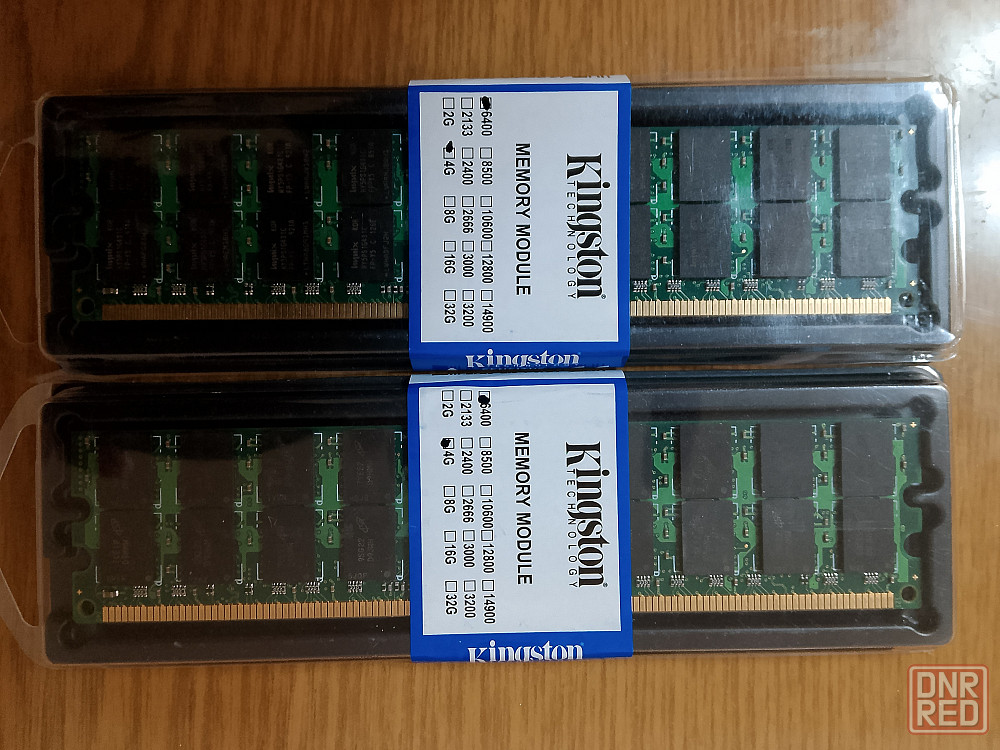 Kingston
TECHNOLOGY
MEMORY MODULE
6400 8500 10600 12800 14900
2133 2400 2666 3000 3200
2G 4G 8G 16G 32G
Kingston
Kingston
TECHNOLOGY
MEMORY MODULE
6400 8500 10600 12800 14900
2133 2400 2666 3000 3200
2G 4G 8G 16G 32G
Kingston
DNR
RED